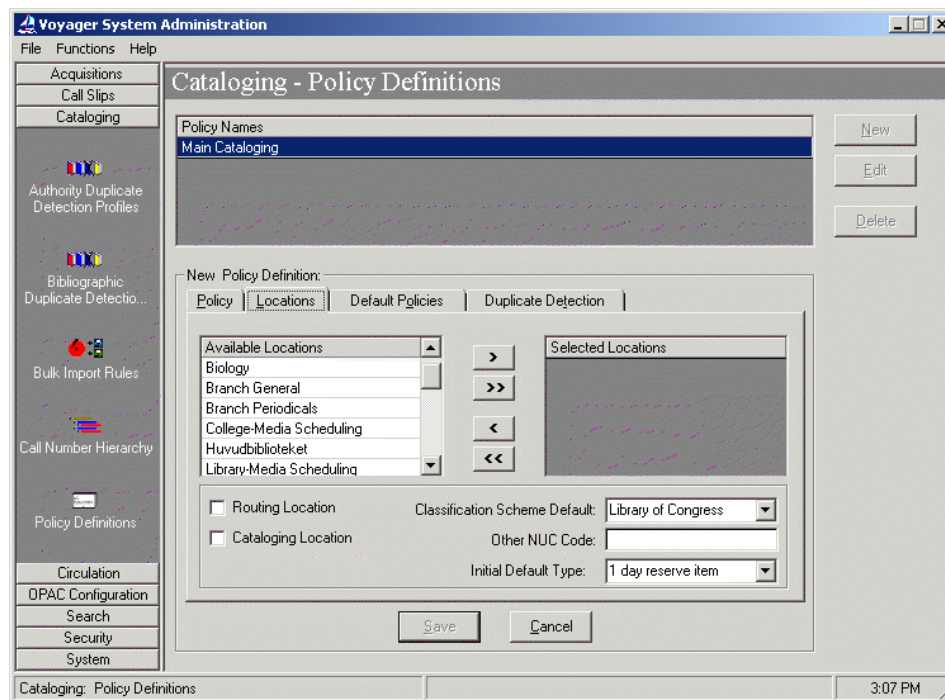 Voyager System Administration
File Functions Help
Acquisitions
Call Slips
Cataloging
Authority Duplicate
Detection Profiles
Bibliographic
Duplicate Detectio...
Bulk Import Rules
Call Number Hierarchy
Policy Definitions
Circulation
OPAC Configuration
Search
Security
System
Cataloging - Policy Definitions
Policy Names
Main Cataloging
New
Edit
Delete
New Policy Definition:
Policy Locations Default Policies Duplicate Detection
Available Locations
Biology
Branch General
Branch Periodicals
College-Media Scheduling
Huvudbiblioteket
Library-Media Scheduling
>
>>
<
<<
Selected Locations
Routing Location
Cataloging Location
Classification Scheme Default: Library of Congress
Other NUC Code:
Initial Default Type: 1 day reserve item
Save Cancel
Cataloging: Policy Definitions
3:07 PM